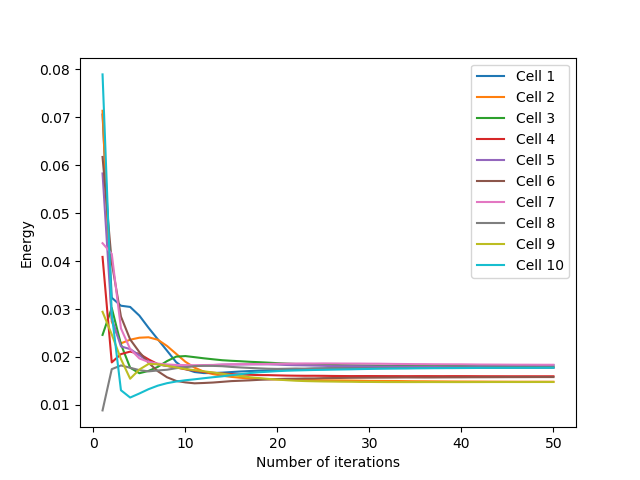 0.08
0.07
0.06
0.05
0.04
0.03
0.02
0.01
Energy
0 10 20 30 40 50
Number of iterations
Cell 1
Cell 2
Cell 3
Cell 4
Cell 5
Cell 6
Cell 7
Cell 8
Cell 9
Cell 10